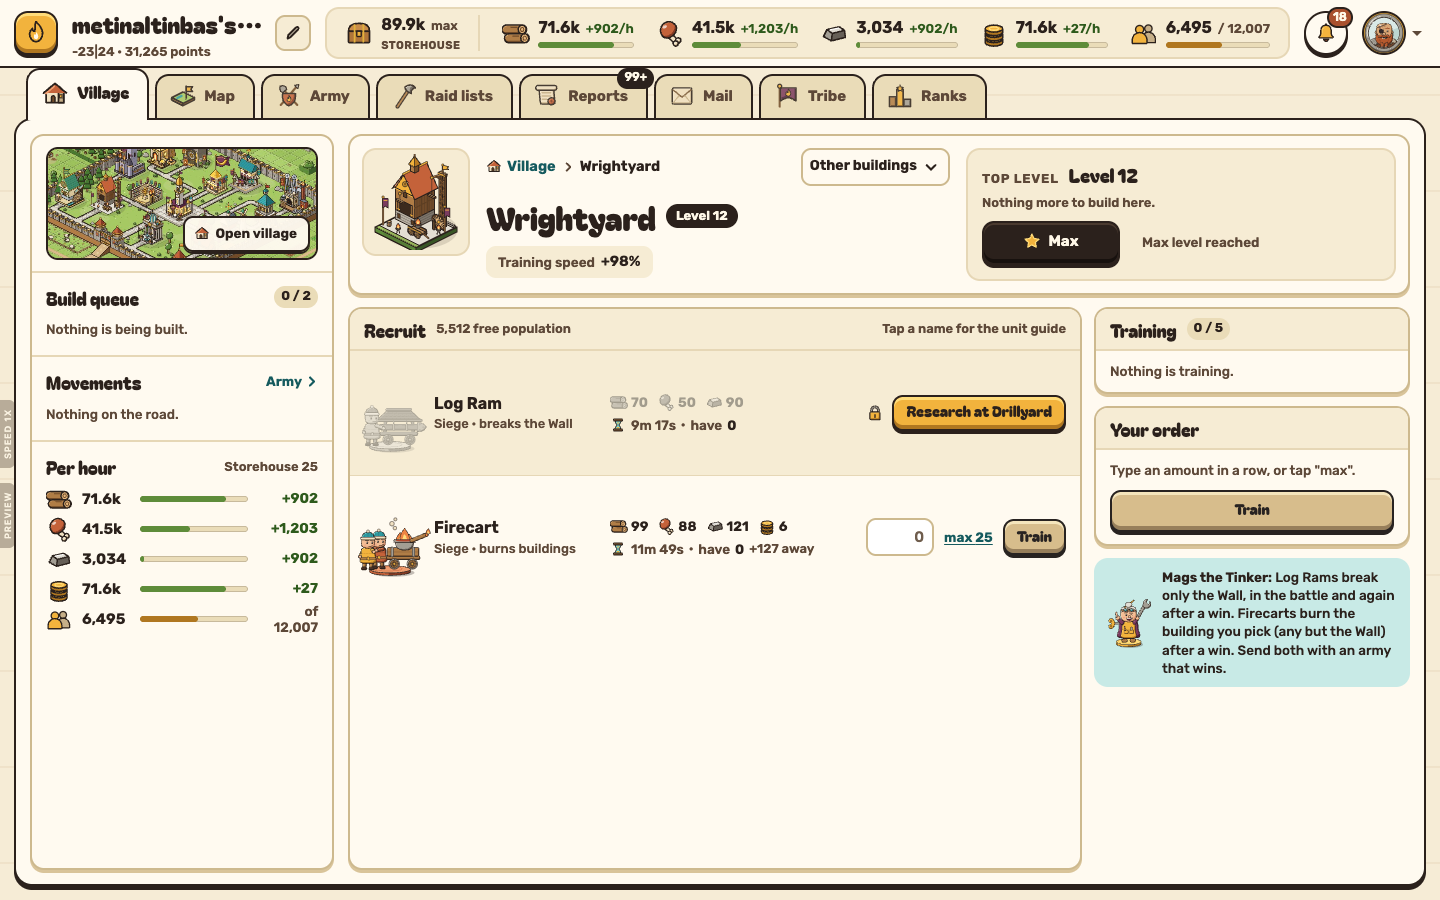 metinaltinbas's•••
-23|24 • 31,265 points
89.9k max
STOREHOUSE
71.6k +902/h
41.5k +1,203/h
3,034 +902/h
71.6k +27/h
6,495 / 12,007
18
Village
Map
Army
Raid lists
Reports
99+
Mail
Tribe
Ranks
SPEED 1X
PREVIEW
Open village
Build queue
0 / 2
Nothing is being built.
Movements
Army
Nothing on the road.
Per hour
Storehouse 25
71.6k +902
41.5k +1,203
3,034 +902
71.6k +27
6,495 of
12,007
Village > Wrightyard
Other buildings
Wrightyard Level 12
Training speed +98%
TOP LEVEL Level 12
Nothing more to build here.
Max
Max level reached
Recruit 5,512 free population
Tap a name for the unit guide
Log Ram
Siege • breaks the Wall
70 50 90
9m 17s • have 0
Research at Drillyard
Firecart
Siege • burns buildings
99 88 121 6
11m 49s • have 0 +127 away
0 max 25 Train
Training 0 / 5
Nothing is training.
Your order
Type an amount in a row, or tap "max".
Train
Mags the Tinker: Log Rams break
only the Wall, in the battle and again
after a win. Firecarts burn the
building you pick (any but the Wall)
after a win. Send both with an army
that wins.